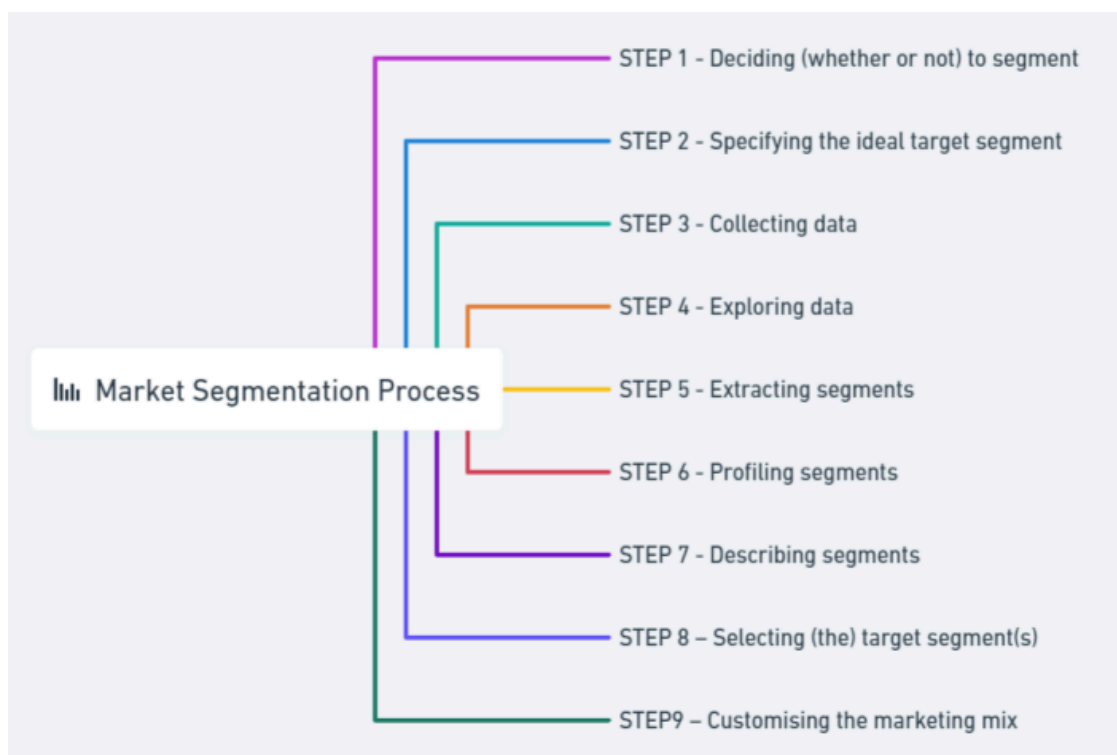 STEP 1 - Deciding (whether or not) to segment
STEP 2 - Specifying the ideal target segment
STEP 3 - Collecting data
STEP 4 - Exploring data
Market Segmentation Process
STEP 5 - Extracting segments
STEP 6 - Profiling segments
STEP 7 - Describing segments
STEP 8 – Selecting (the) target segment(s)
STEP9 – Customising the marketing mix